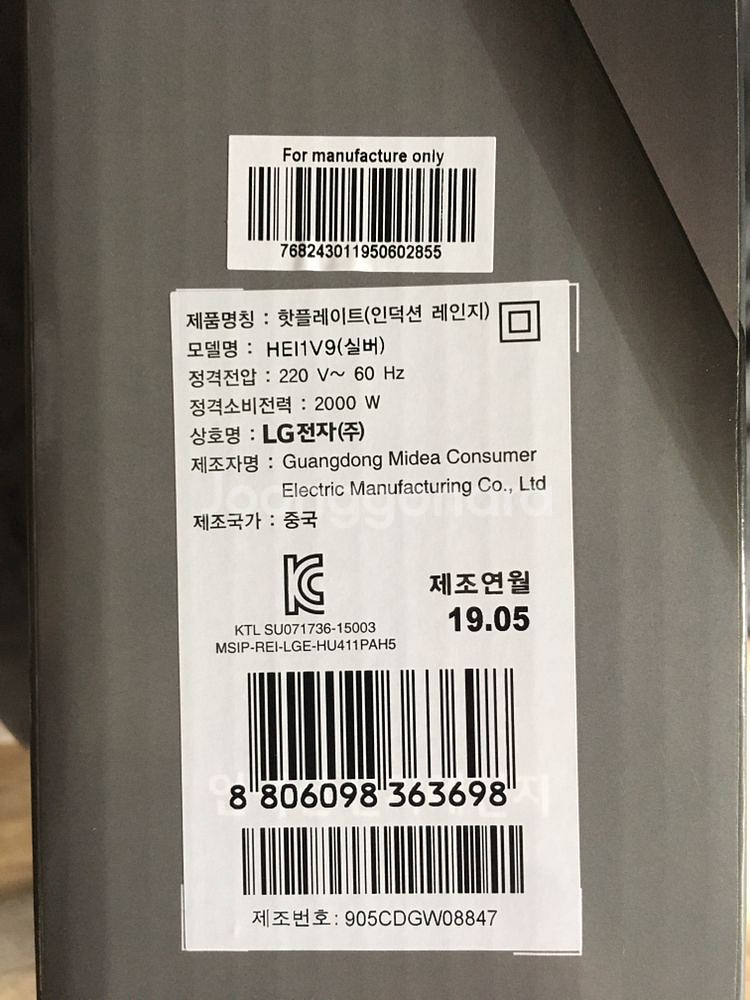 For manufacture only
768243011950602855
제품명칭 : 핫플레이트(인덕션 레인지)
모델명 : HEI1V9(실버)
정격전압 : 220 V~ 60 Hz
정격소비전력 : 2000 W
상호명 : LG전자(주)
제조자명 : Guangdong Midea Consumer
Electric Manufacturing Co., Ltd
Joonggonara
제조국가 : 중국
제조연월
19.05
KTL SU071736-15003
MSIP-REI-LGE-HU411PAH5
8 806098 363698
제조번호: 905CDGW08847